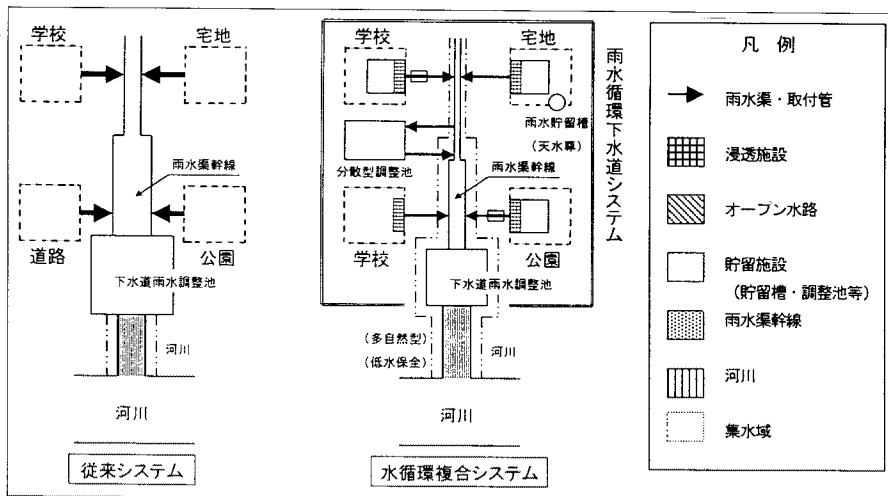 学校
宅地
雨水渠幹線
道路
公園
下水道雨水調整池
河川
河川
従来システム
学校
宅地
雨水貯留槽
(天水尊)
分散型調整池
雨水渠幹線
学校
公園
下水道雨水調整池
(多自然型)
(低水保全)
河川
河川
水循環複合システム
雨水循環下水道システム
凡 例
雨水渠・取付管
浸透施設
オープン水路
貯留施設
(貯留槽・調整池等)
雨水渠幹線
河川
集水域